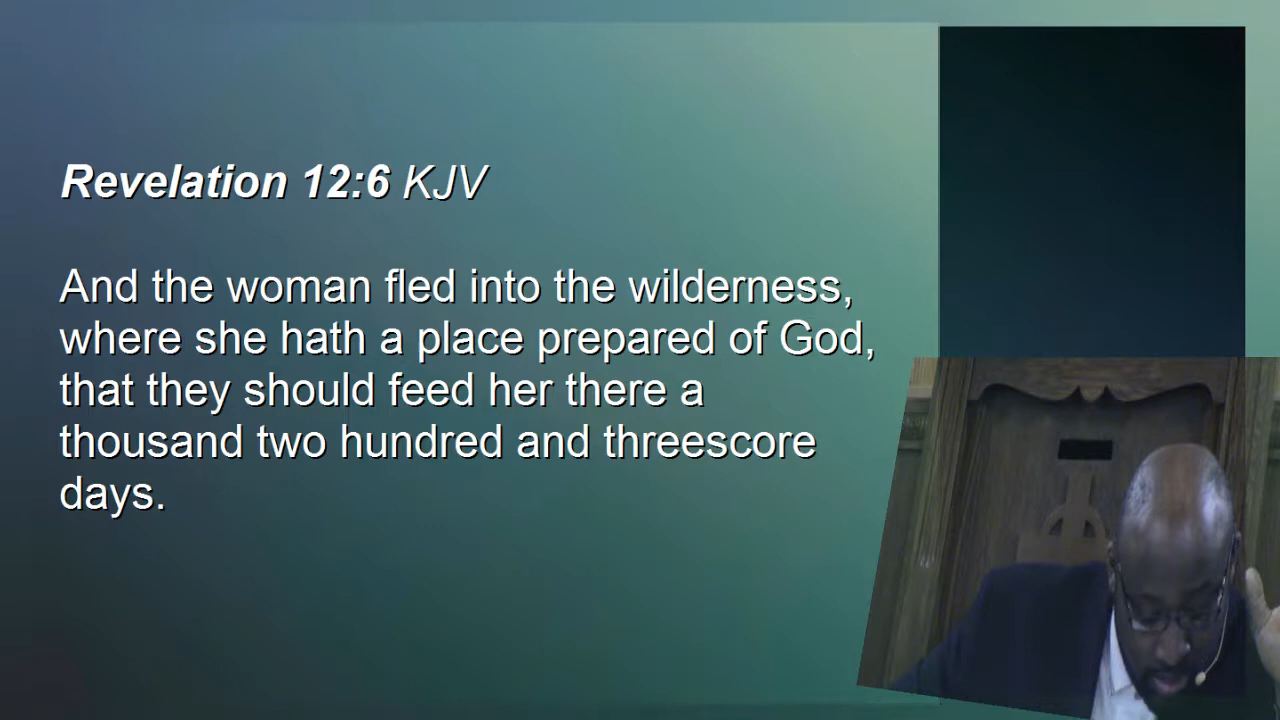 Revelation 12:6 KJV
And the woman fled into the wilderness,
where she hath a place prepared of God,
that they should feed her there a
thousand two hundred and threescore
days.